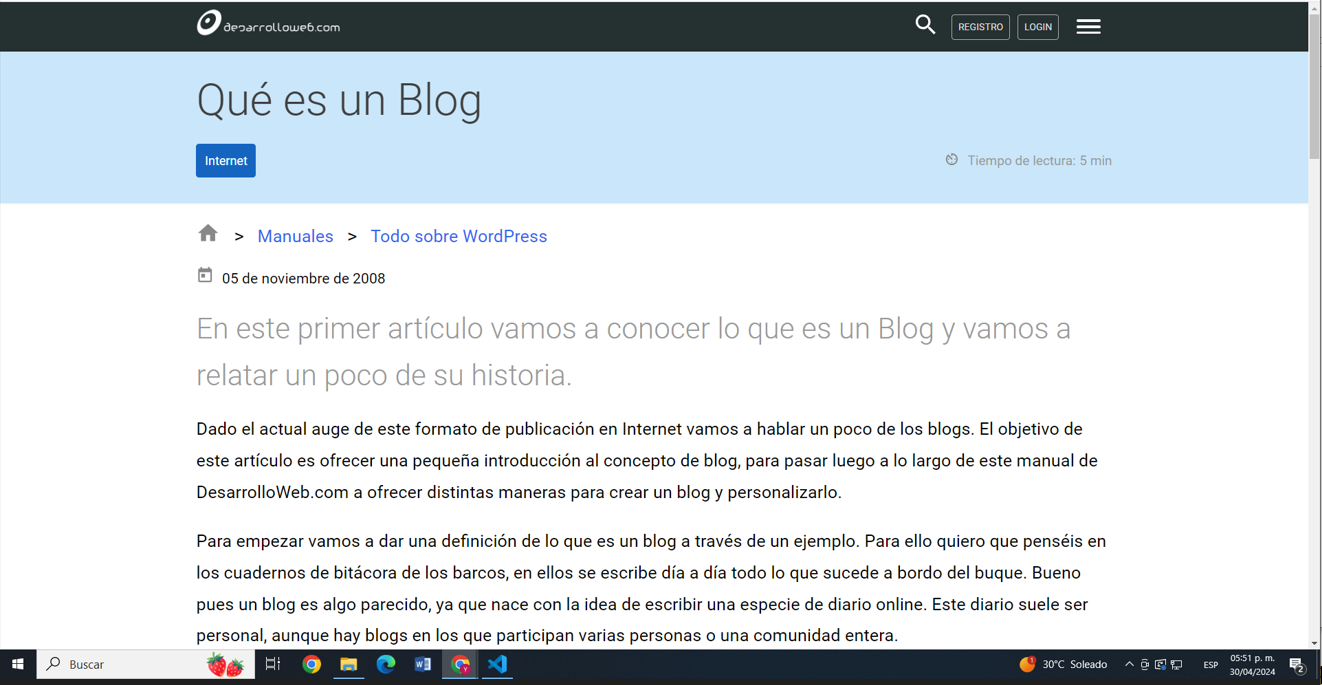 desarrolloweb.com
REGISTRO LOGIN
Qué es un Blog
Internet
Tiempo de lectura: 5 min
> Manuales > Todo sobre WordPress
05 de noviembre de 2008
En este primer artículo vamos a conocer lo que es un Blog y vamos a
relatar un poco de su historia.
Dado el actual auge de este formato de publicación en Internet vamos a hablar un poco de los blogs. El objetivo de
este artículo es ofrecer una pequeña introducción al concepto de blog, para pasar luego a lo largo de este manual de
DesarrolloWeb.com a ofrecer distintas maneras para crear un blog y personalizarlo.
Para empezar vamos a dar una definición de lo que es un blog a través de un ejemplo. Para ello quiero que penséis en
los cuadernos de bitácora de los barcos, en ellos se escribe día a día todo lo que sucede a bordo del buque. Bueno
pues un blog es algo parecido, ya que nace con la idea de escribir una especie de diario online. Este diario suele ser
personal, aunque hay blogs en los que participan varias personas o una comunidad entera.
Buscar
30°C Soleado
ESP
05:51 p. m.
30/04/2024
2